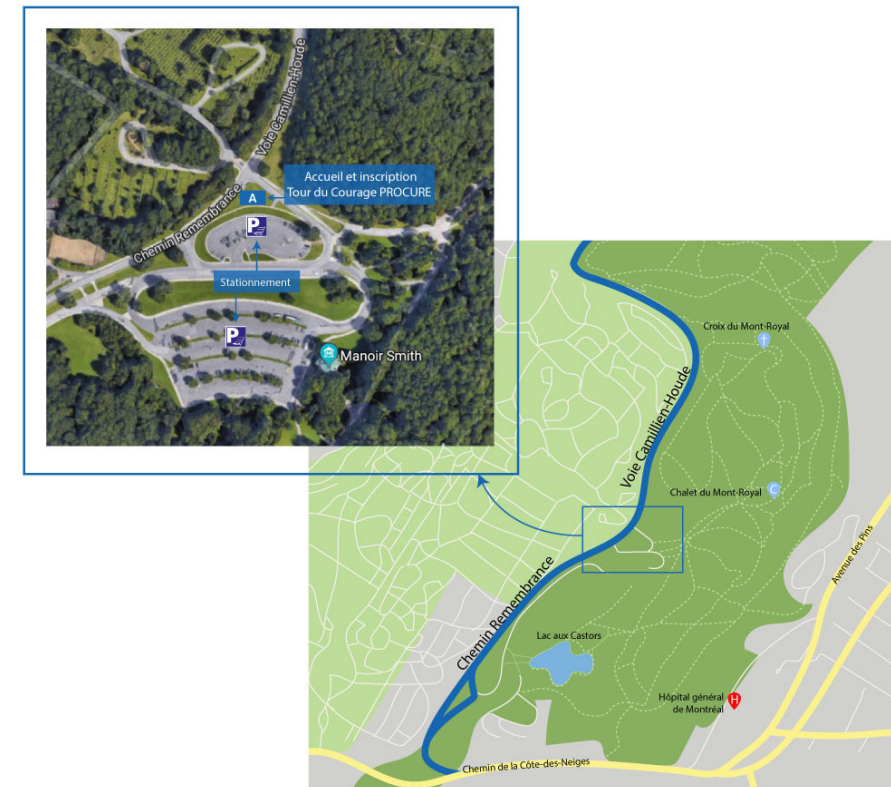 Voie Camillien-Houde
Accueil et inscription
Tour du Courage PROCURE
A
Chemin Remembrance
P
Stationnement
P
Manoir Smith
Croix du Mont-Royal
Voie Camillien-Houde
Chalet du Mont-Royal
C
Avenue des Pins
Chemin Remembrance
Lac aux Castors
Hôpital général
de Montréal
H
Chemin de la Côte-des-Neiges